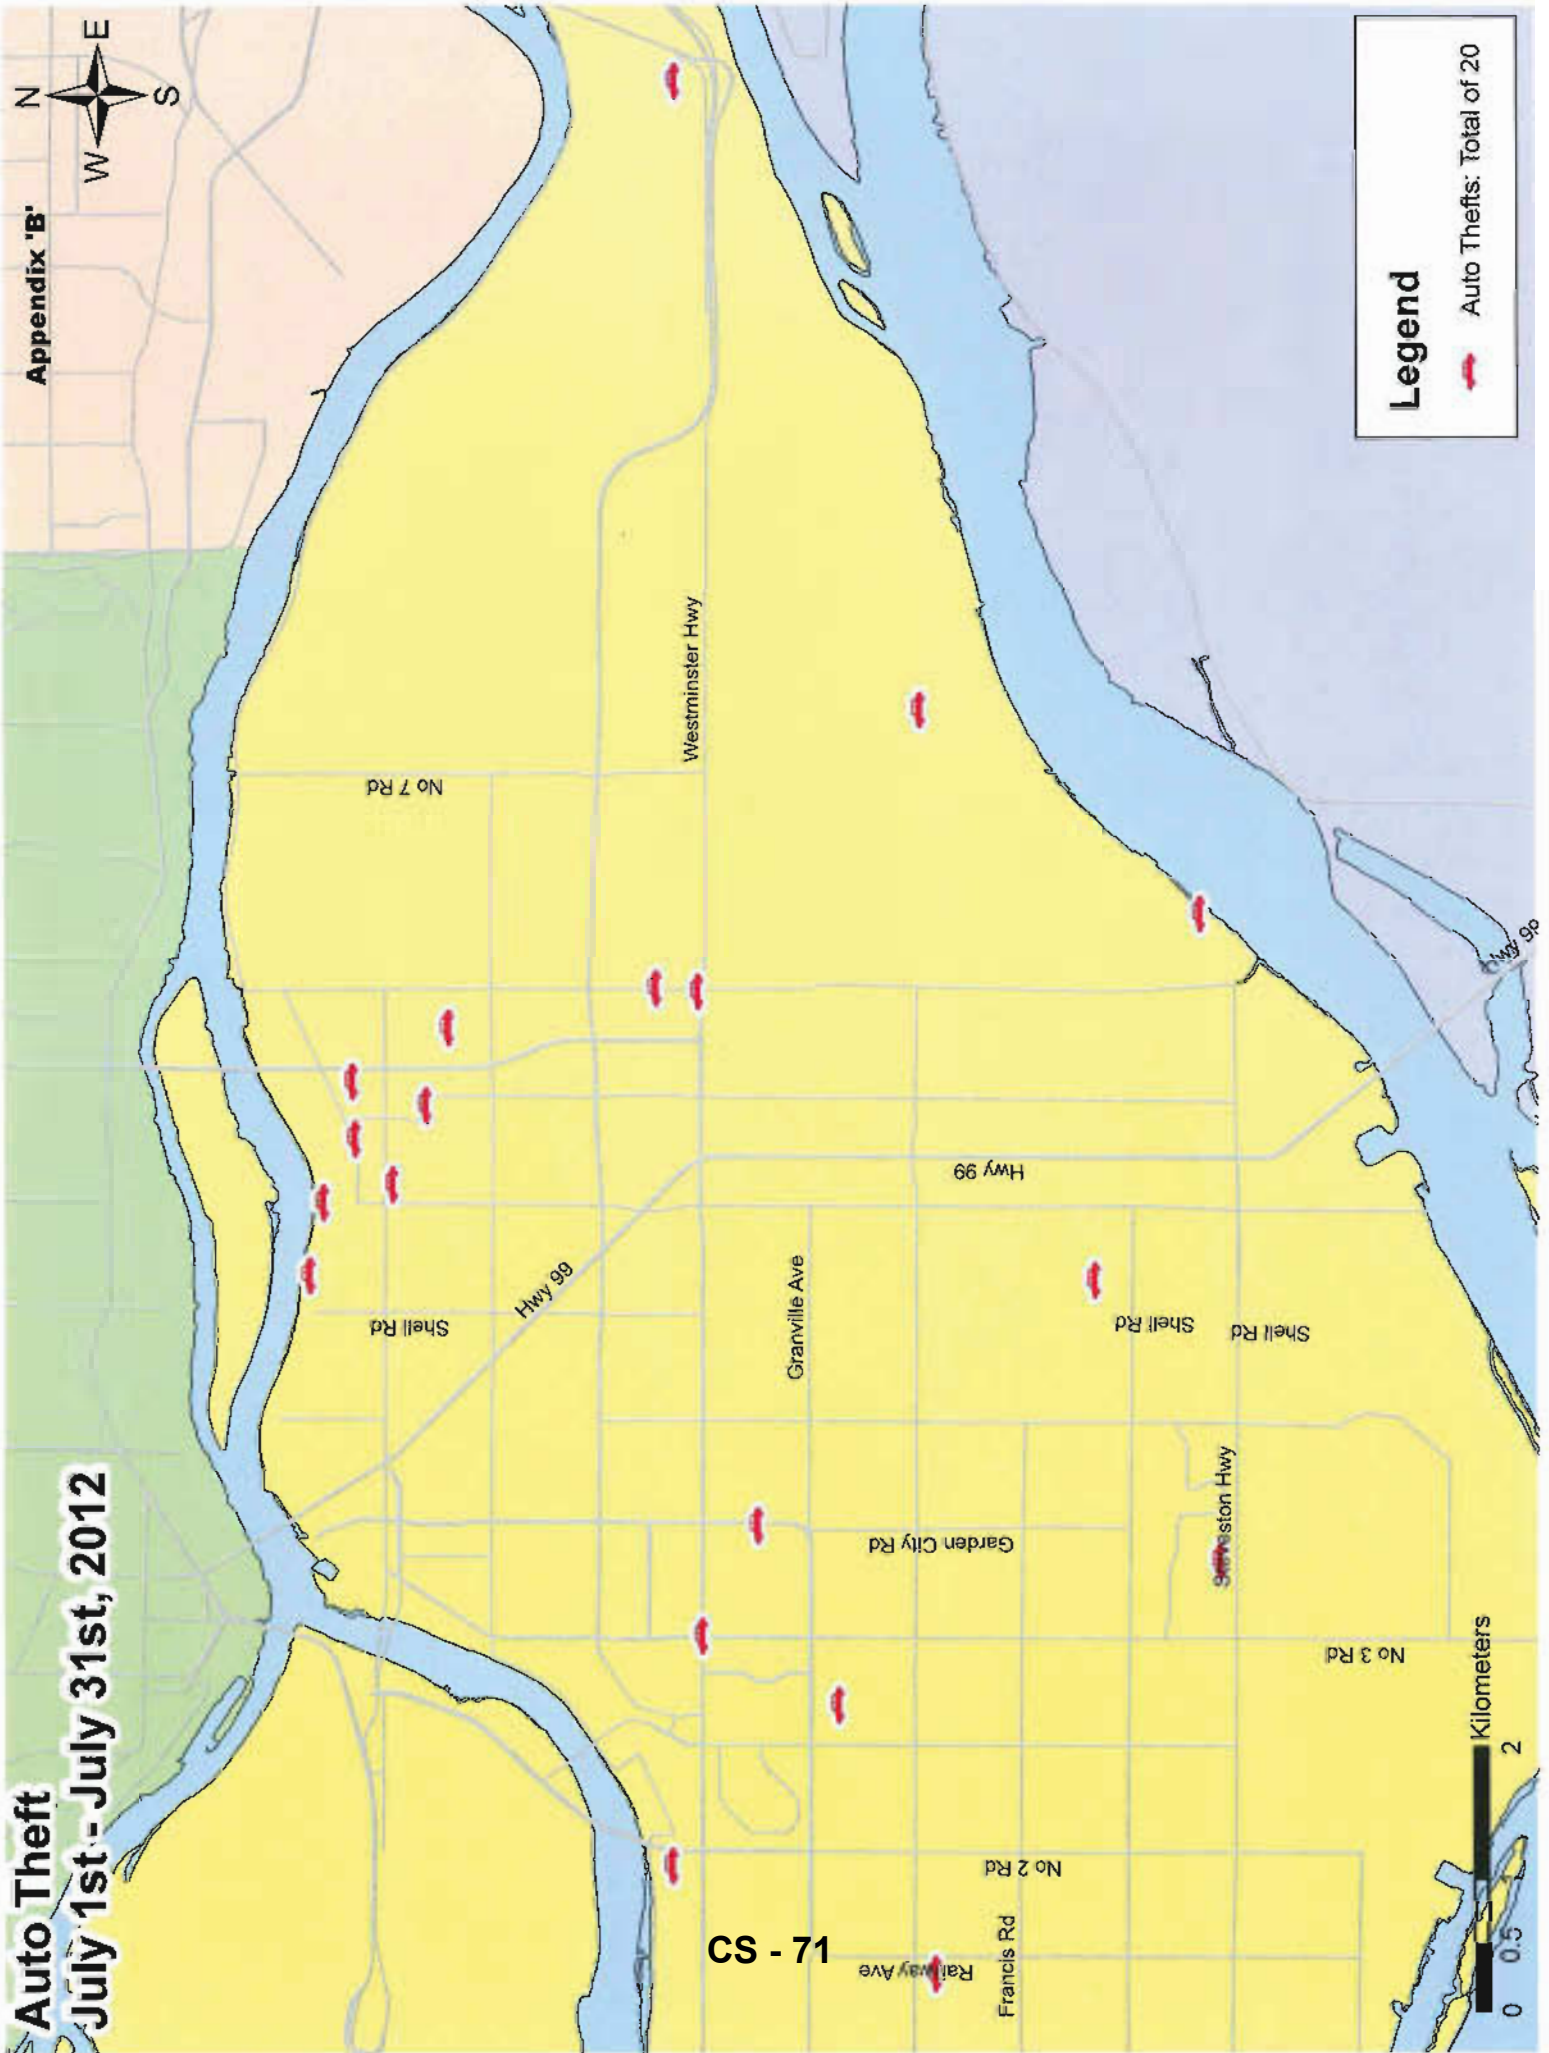 Auto Theft
July 1st - July 31st, 2012
Appendix 'B'
N
W
E
S
No 7 Rd
Westminster Hwy
Shell Rd
Hwy 99
Granville Ave
Hwy 99
Shell Rd
Shell Rd
Garden City Rd
No 3 Rd
No 2 Rd
Railway Ave
Francis Rd
Kilometers
0 0.5 1 2
Legend
Auto Thefts: Total of 20
CS - 71